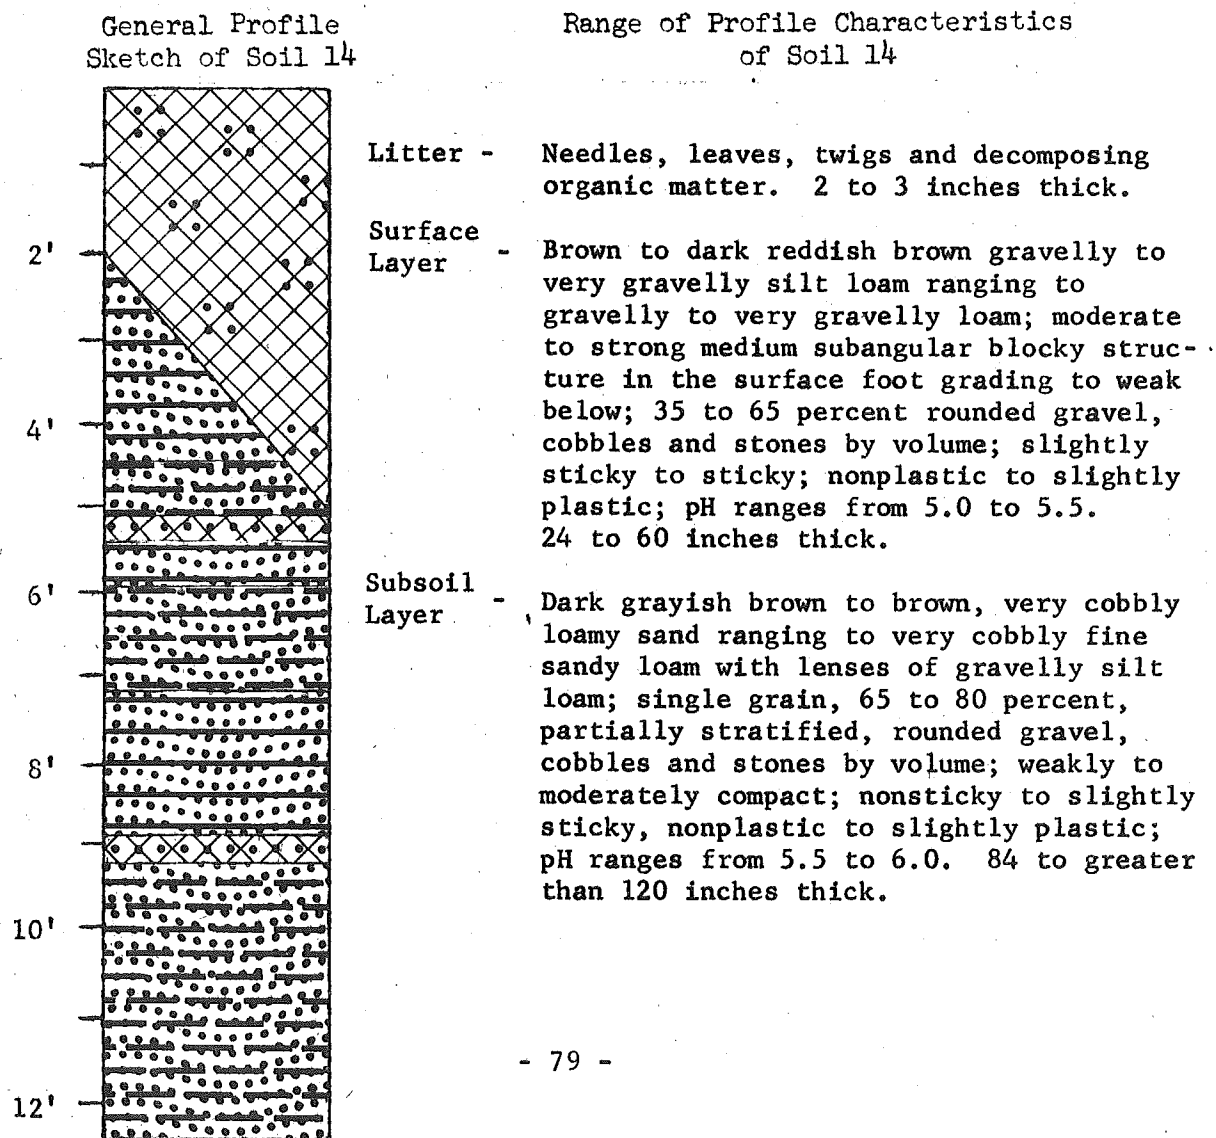 General Profile
Sketch of Soil 14
Range of Profile Characteristics
of Soil 14
Litter - Needles, leaves, twigs and decomposing
organic matter. 2 to 3 inches thick.
Surface
Layer - Brown to dark reddish brown gravelly to
very gravelly silt loam ranging to
gravelly to very gravelly loam; moderate
to strong medium subangular blocky struc-
ture in the surface foot grading to weak
below; 35 to 65 percent rounded gravel,
cobbles and stones by volume; slightly
sticky to sticky; nonplastic to slightly
plastic; pH ranges from 5.0 to 5.5.
24 to 60 inches thick.
Subsoil
Layer - Dark grayish brown to brown, very cobbly
loamy sand ranging to very cobbly fine
sandy loam with lenses of gravelly silt
loam; single grain, 65 to 80 percent,
partially stratified, rounded gravel,
cobbles and stones by volume; weakly to
moderately compact; nonsticky to slightly
sticky, nonplastic to slightly plastic;
pH ranges from 5.5 to 6.0. 84 to greater
than 120 inches thick.
2'
4'
6'
8'
10'
12'
- 79 -